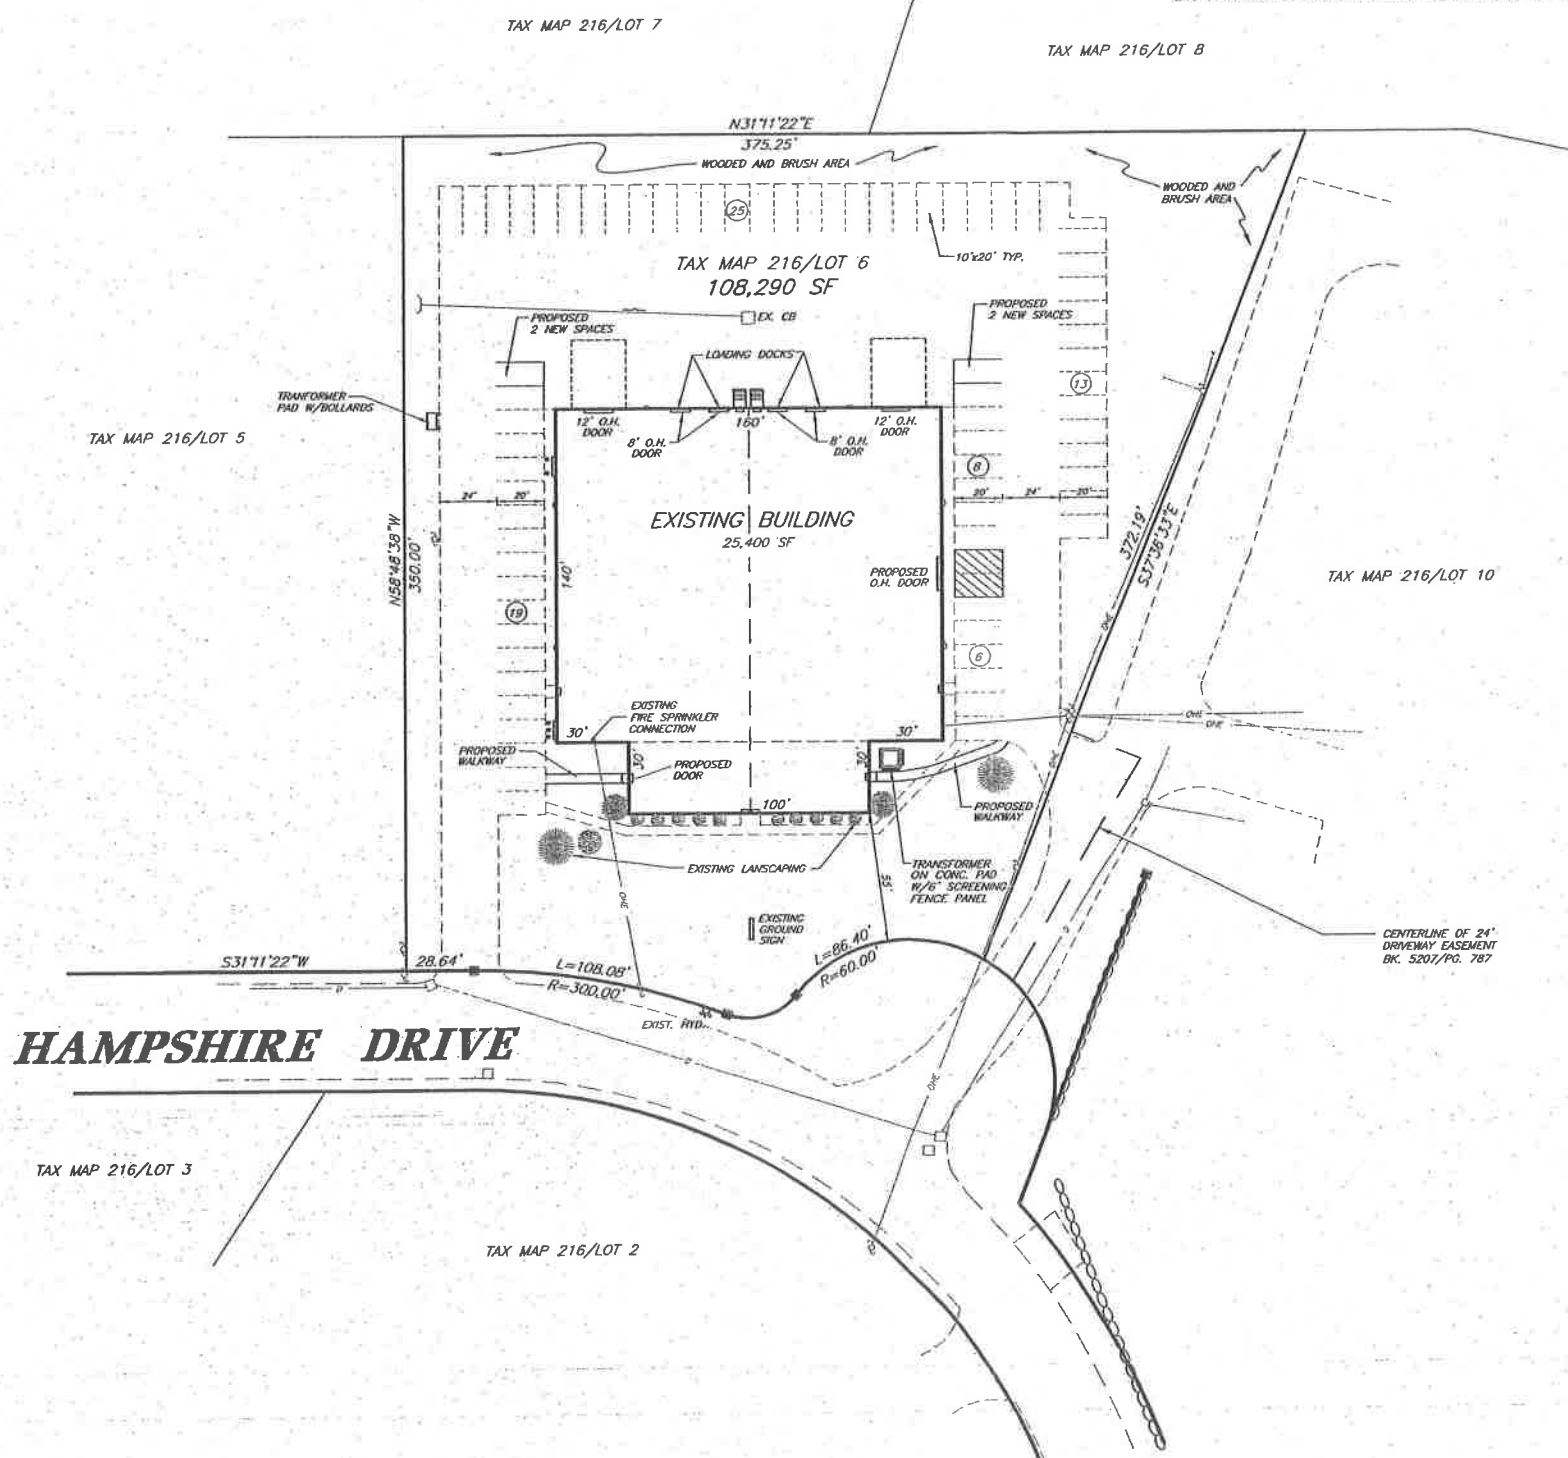 TAX MAP 216/LOT 7
TAX MAP 216/LOT 8
N31°11'22"E
375.25'
WOODED AND BRUSH AREA
WOODED AND
BRUSH AREA
25
10'x20' TYP.
TAX MAP 216/LOT 6
108,290 SF
EX. CB
PROPOSED
2 NEW SPACES
PROPOSED
2 NEW SPACES
LOADING DOCKS
13
TRANFORMER
PAD W/BOLLARDS
12' O.H.
DOOR
8' O.H.
DOOR
160'
8' O.H.
DOOR
12' O.H.
DOOR
TAX MAP 216/LOT 5
8
24'
20'
20'
24'
20'
EXISTING BUILDING
25,400 SF
N58°48'38"W
350.00'
372.19'
S37°36'33"E
140'
PROPOSED
O.H. DOOR
TAX MAP 216/LOT 10
19
OHE
6
EXISTING
FIRE SPRINKLER
CONNECTION
30'
30'
OHE
OHE
PROPOSED
WALKWAY
30'
PROPOSED
DOOR
30'
OHE
100'
PROPOSED
WALKWAY
EXISTING LANSCAPING
TRANSFORMER
ON CONC. PAD
W/6' SCREENING
FENCE PANEL
55'
OHE
EXISTING
GROUND
SIGN
CENTERLINE OF 24'
DRIVEWAY EASEMENT
BK. 5207/PG. 787
S31°11'22"W
28.64'
L=108.08'
R=300.00'
L=86.40'
R=60.00'
D
D
EXIST. HYD.
HAMPSHIRE DRIVE
D
OHE
TAX MAP 216/LOT 3
TAX MAP 216/LOT 2